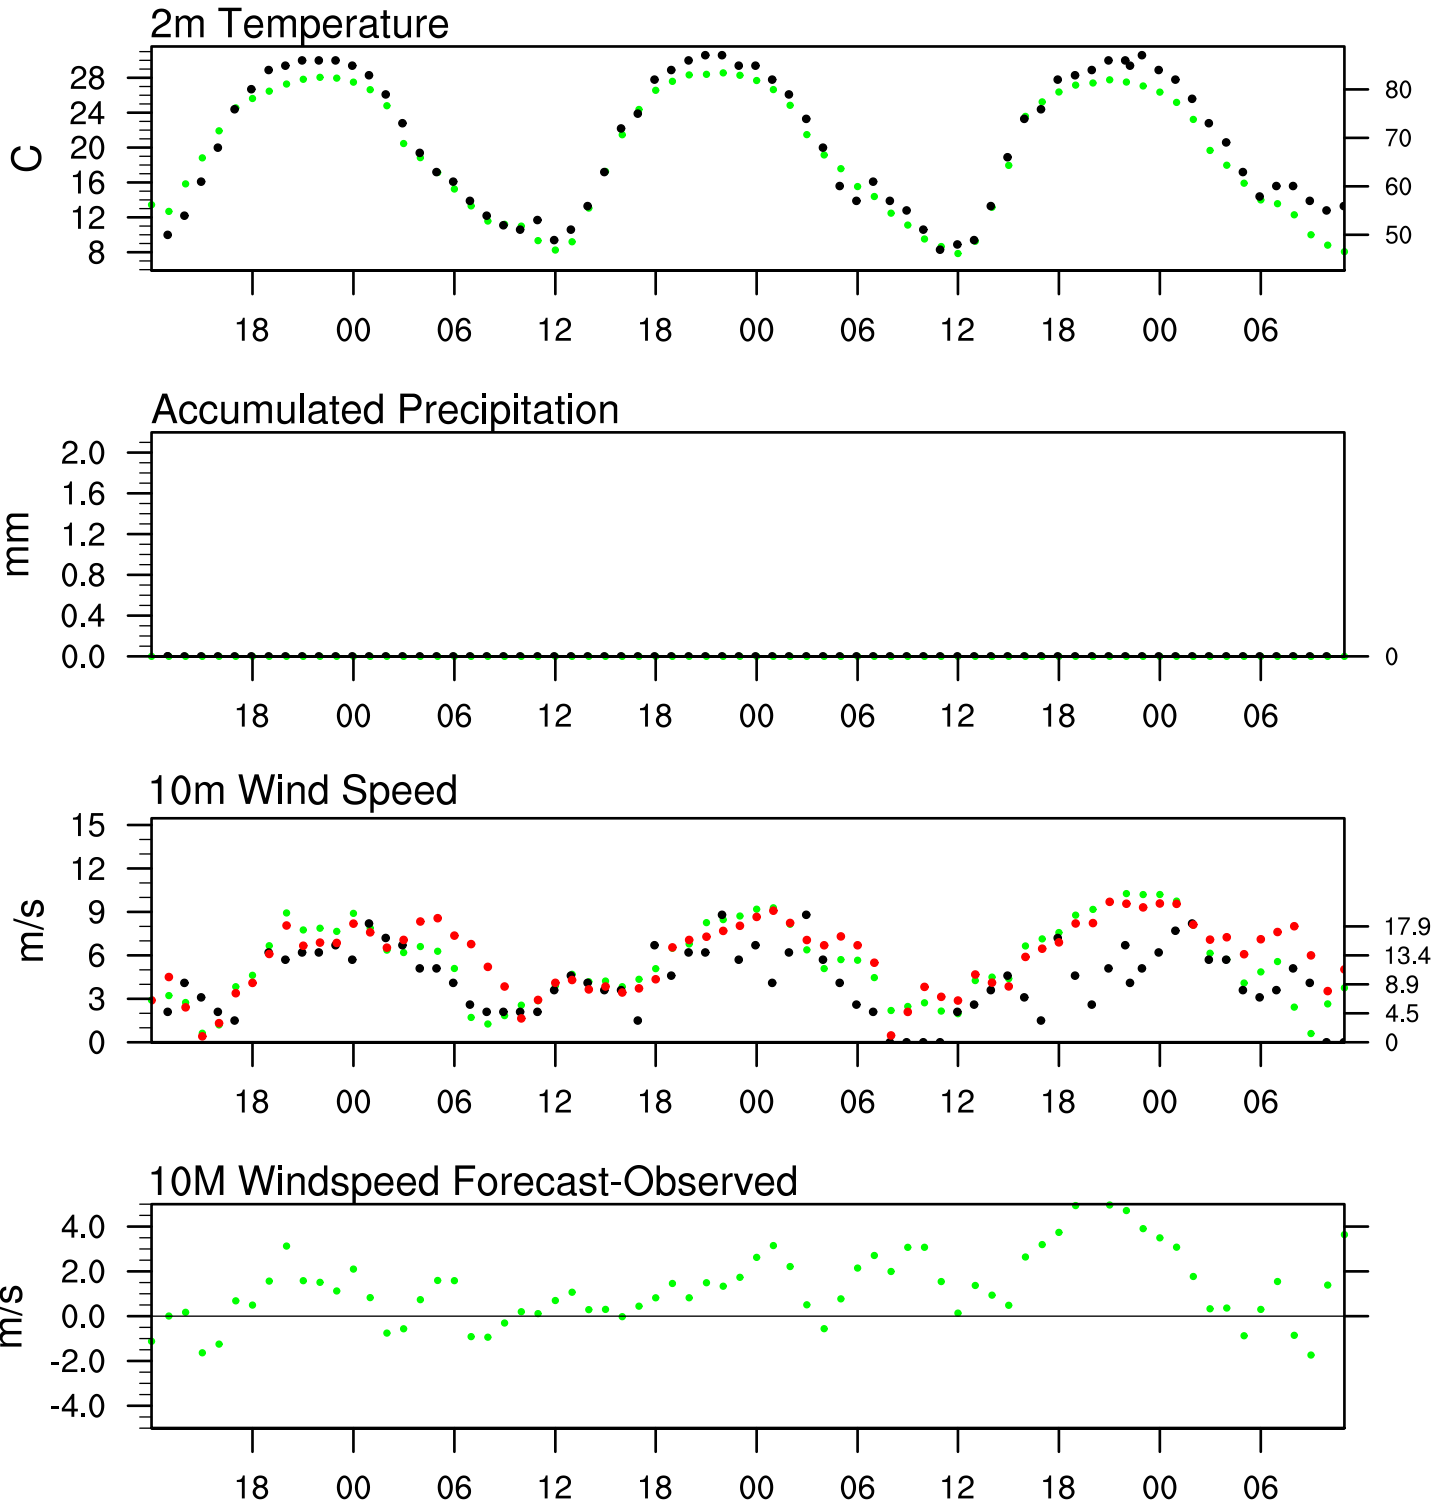 2m Temperature
C
28
24
20
16
12
8
80
70
60
50
18 00 06 12 18 00 06 12 18 00 06
Accumulated Precipitation
mm
2.0
1.6
1.2
0.8
0.4
0.0
0
18 00 06 12 18 00 06 12 18 00 06
10m Wind Speed
m/s
15
12
9
6
3
0
17.9
13.4
8.9
4.5
0
18 00 06 12 18 00 06 12 18 00 06
10M Windspeed Forecast-Observed
m/s
4.0
2.0
0.0
-2.0
-4.0
18 00 06 12 18 00 06 12 18 00 06